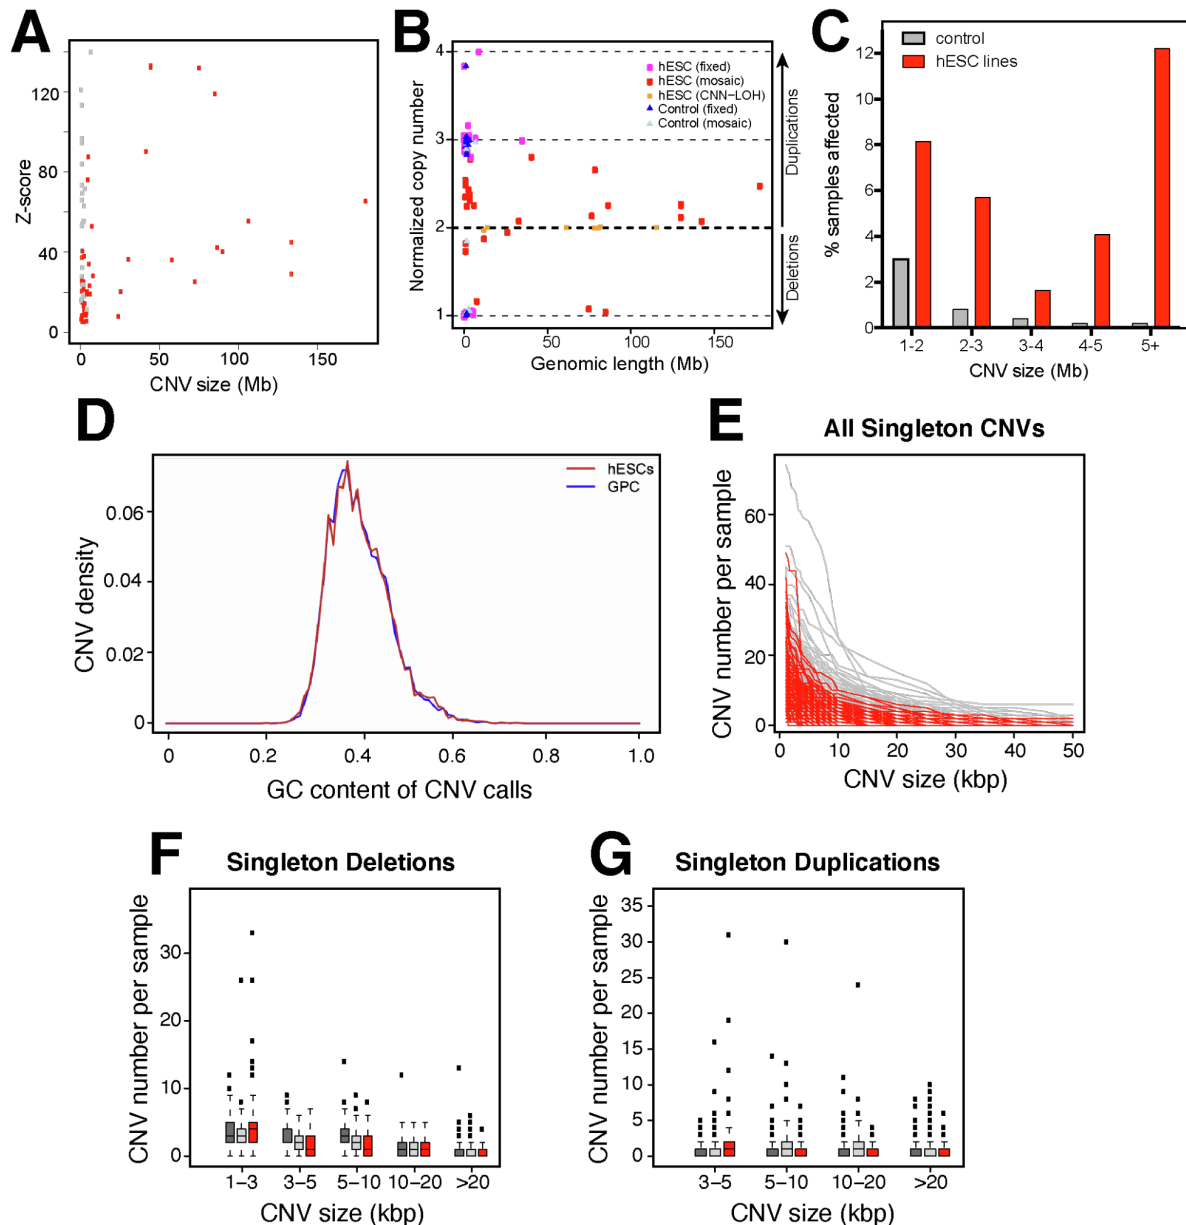 A
Z-score
120
80
40
0
0
50
100
150
CNV size (Mb)
B
Normalized copy number
4
3
2
1
hESC (fixed)
hESC (mosaic)
hESC (CNN-LOH)
Control (fixed)
Control (mosaic)
Duplications
Deletions
0
50
100
150
Genomic length (Mb)
C
% samples affected
12
10
8
6
4
2
0
control
hESC lines
1-2
2-3
3-4
4-5
5+
CNV size (Mb)
D
CNV density
0.06
0.04
0.02
0
hESCs
GPC
0
0.2
0.4
0.6
0.8
1.0
GC content of CNV calls
E
All Singleton CNVs
CNV number per sample
60
40
20
0
0
10
20
30
40
50
CNV size (kbp)
F
Singleton Deletions
CNV number per sample
30
20
10
0
1-3
3-5
5-10
10-20
>20
CNV size (kbp)
G
Singleton Duplications
CNV number per sample
35
30
25
20
15
10
5
0
3-5
5-10
10-20
>20
CNV size (kbp)